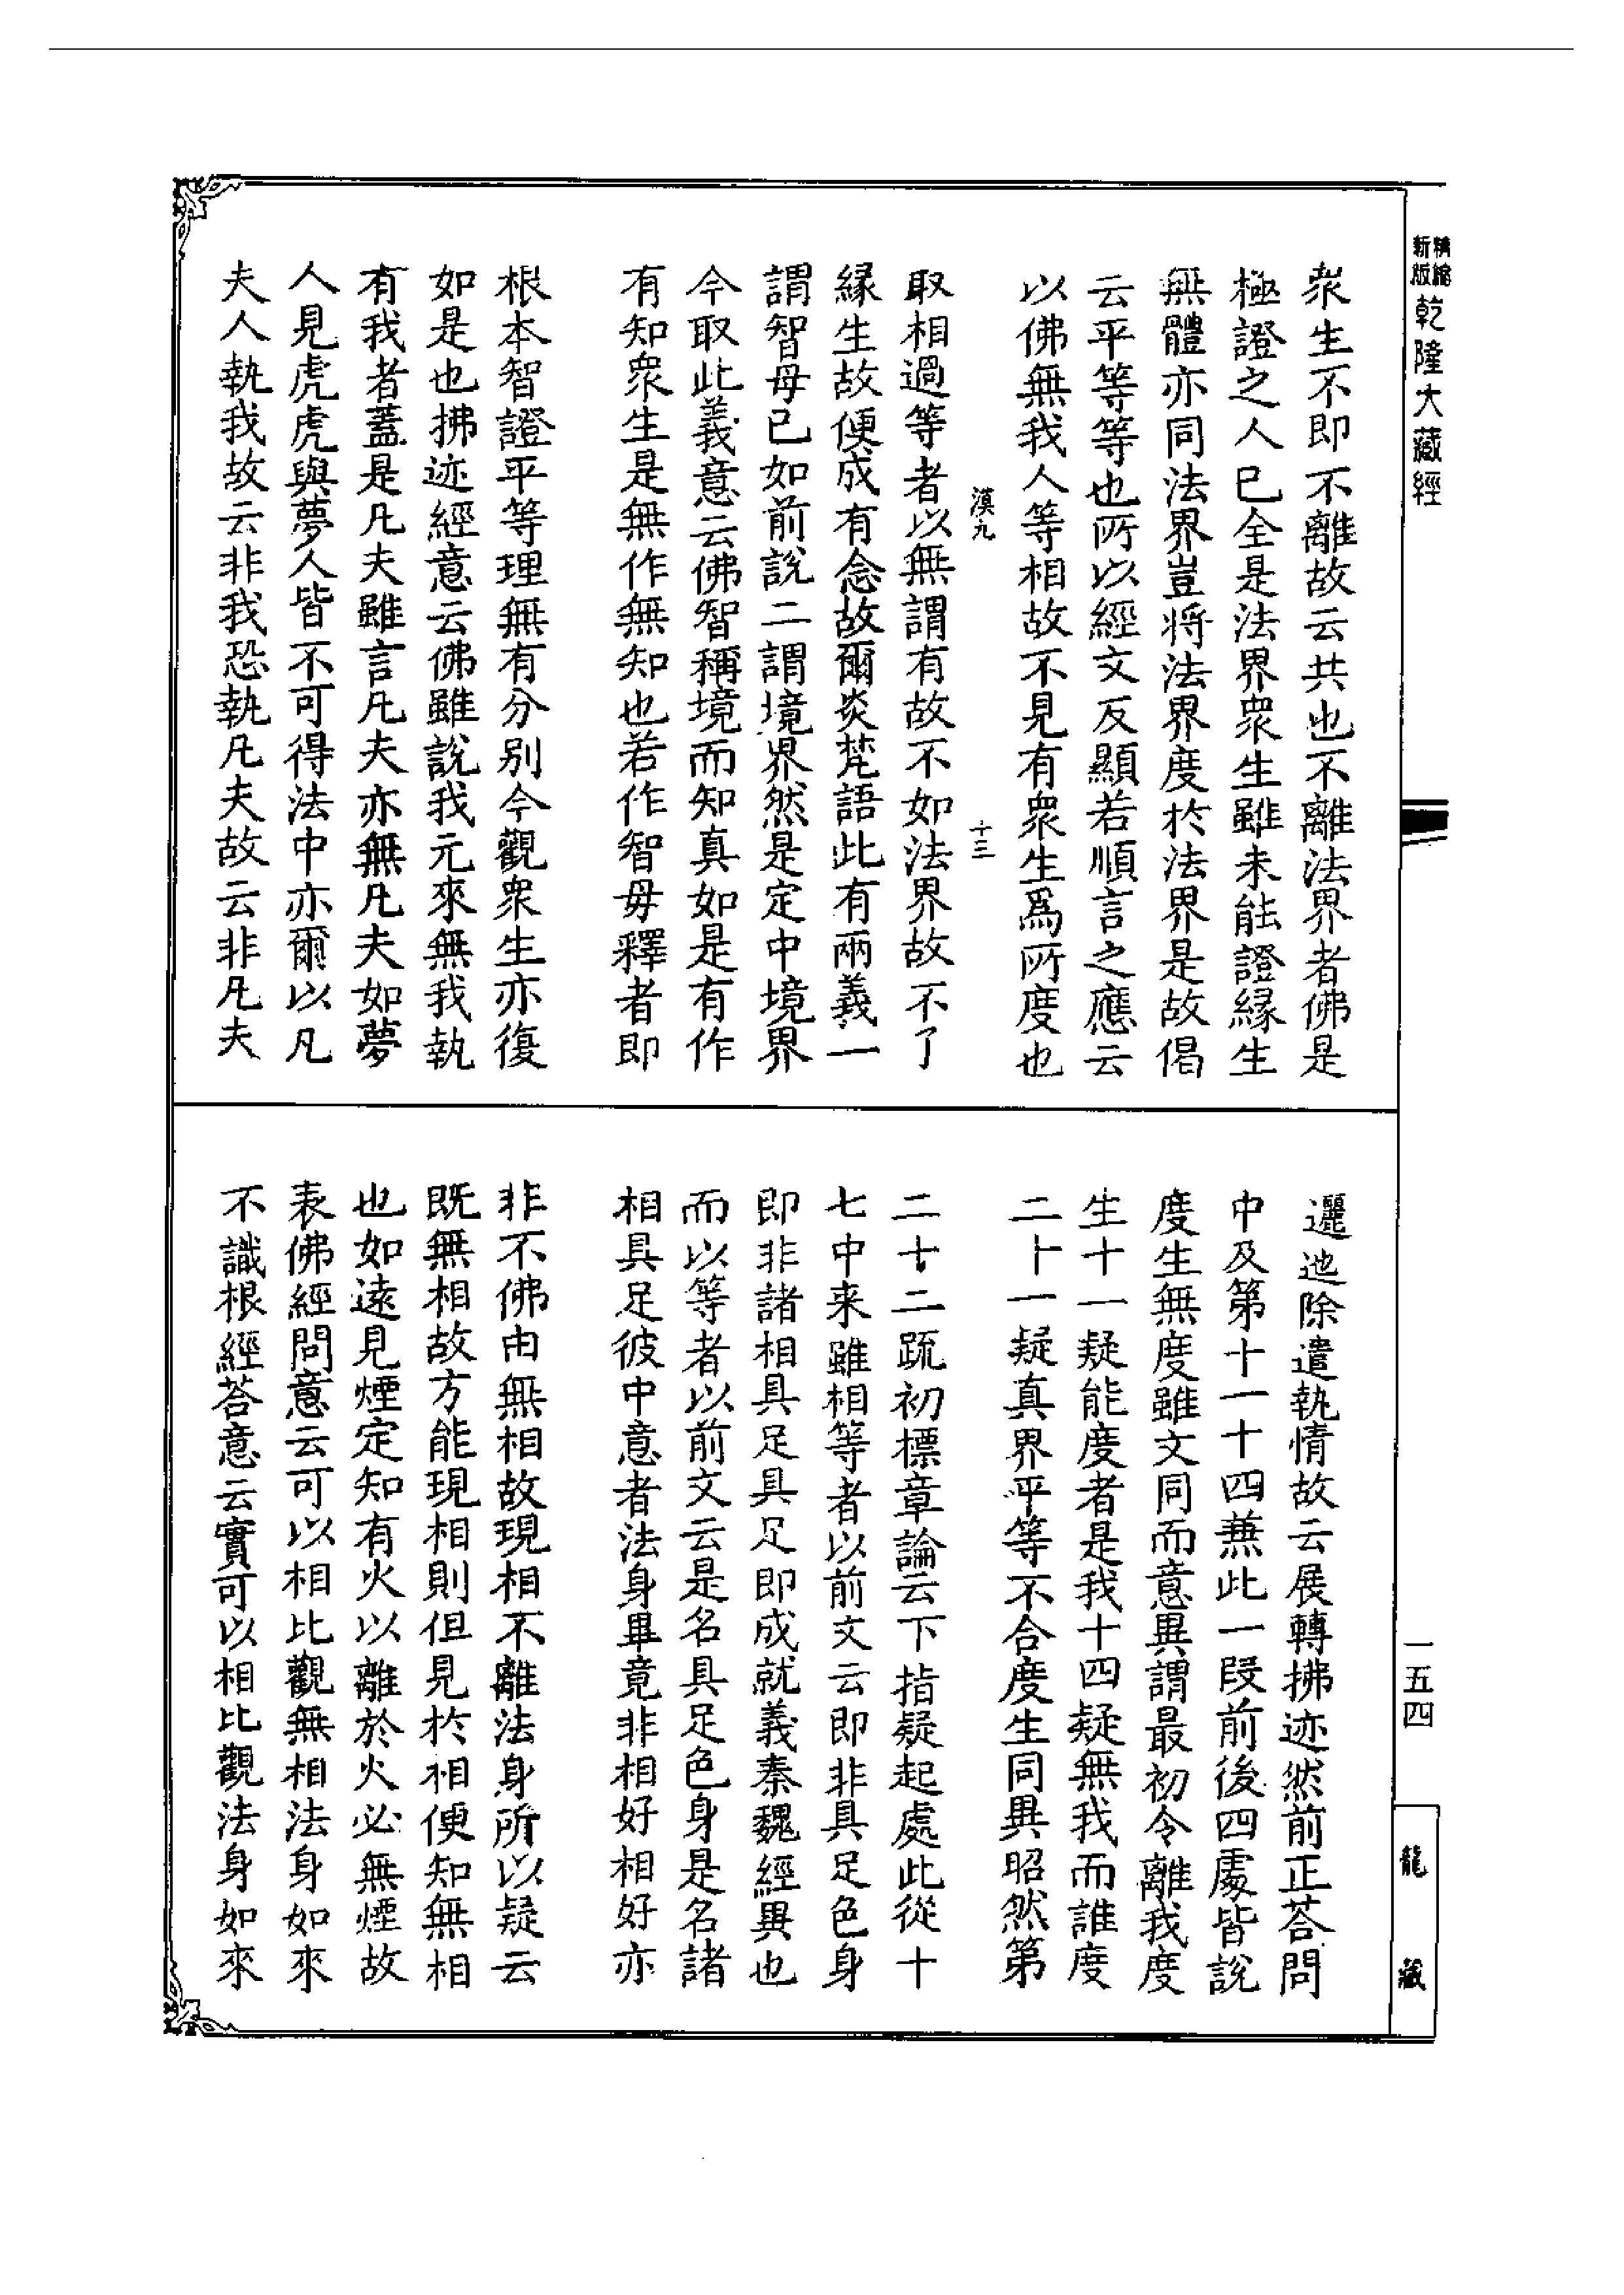 精縮
新版
乾隆大藏經
衆生不即不離故云共也不離法界者佛是
極證之人已全是法界衆生雖未能證縁生
無體亦同法界豈將法界度於法界是故偈
云平等等也所以經文反顯若順言之應云
以佛無我人等相故不見有衆生爲所度也
漠九
十三
取相過等者以無謂有故不如法界故不了
縁生故便成有念故爾炎梵語此有兩義一
謂智母已如前說二謂境界然是定中境界
今取此義意云佛智稱境而知真如是有作
有知衆生是無作無知也若作智母釋者即
根本智證平等理無有分别今觀衆生亦復
如是也拂迹經意云佛雖說我元來無我執
有我者蓋是凡夫雖言凡夫亦無凡夫如夢
人見虎虎與夢人皆不可得法中亦爾以凡
夫人執我故云非我恐執凡夫故云非凡夫
邐迆除遣執情故云展轉拂迹然前正荅問
中及第十一十四蕪此一段前後四處皆說
度生無度雖文同而意異謂最初令離我度
生十一疑能度者是我十四疑無我而誰度
二十一疑真界平等不合度生同異昭然第
二十二疏初標章論云下指疑起處此從十
七中来雖相等者以前文云即非具足色身
即非諸相具足具足即成就義秦魏經異也
而以等者以前文云是名具足色身是名諸
相具足彼中意者法身畢竟非相好相好亦
非不佛由無相故現相不離法身所以疑云
既無相故方能現相則但見於相便知無相
也如遠見煙定知有火以離於火必無煙故
表佛經問意云可以相比觀無相法身如來
不識根經荅意云實可以相比觀法身如來
一五四
龍藏